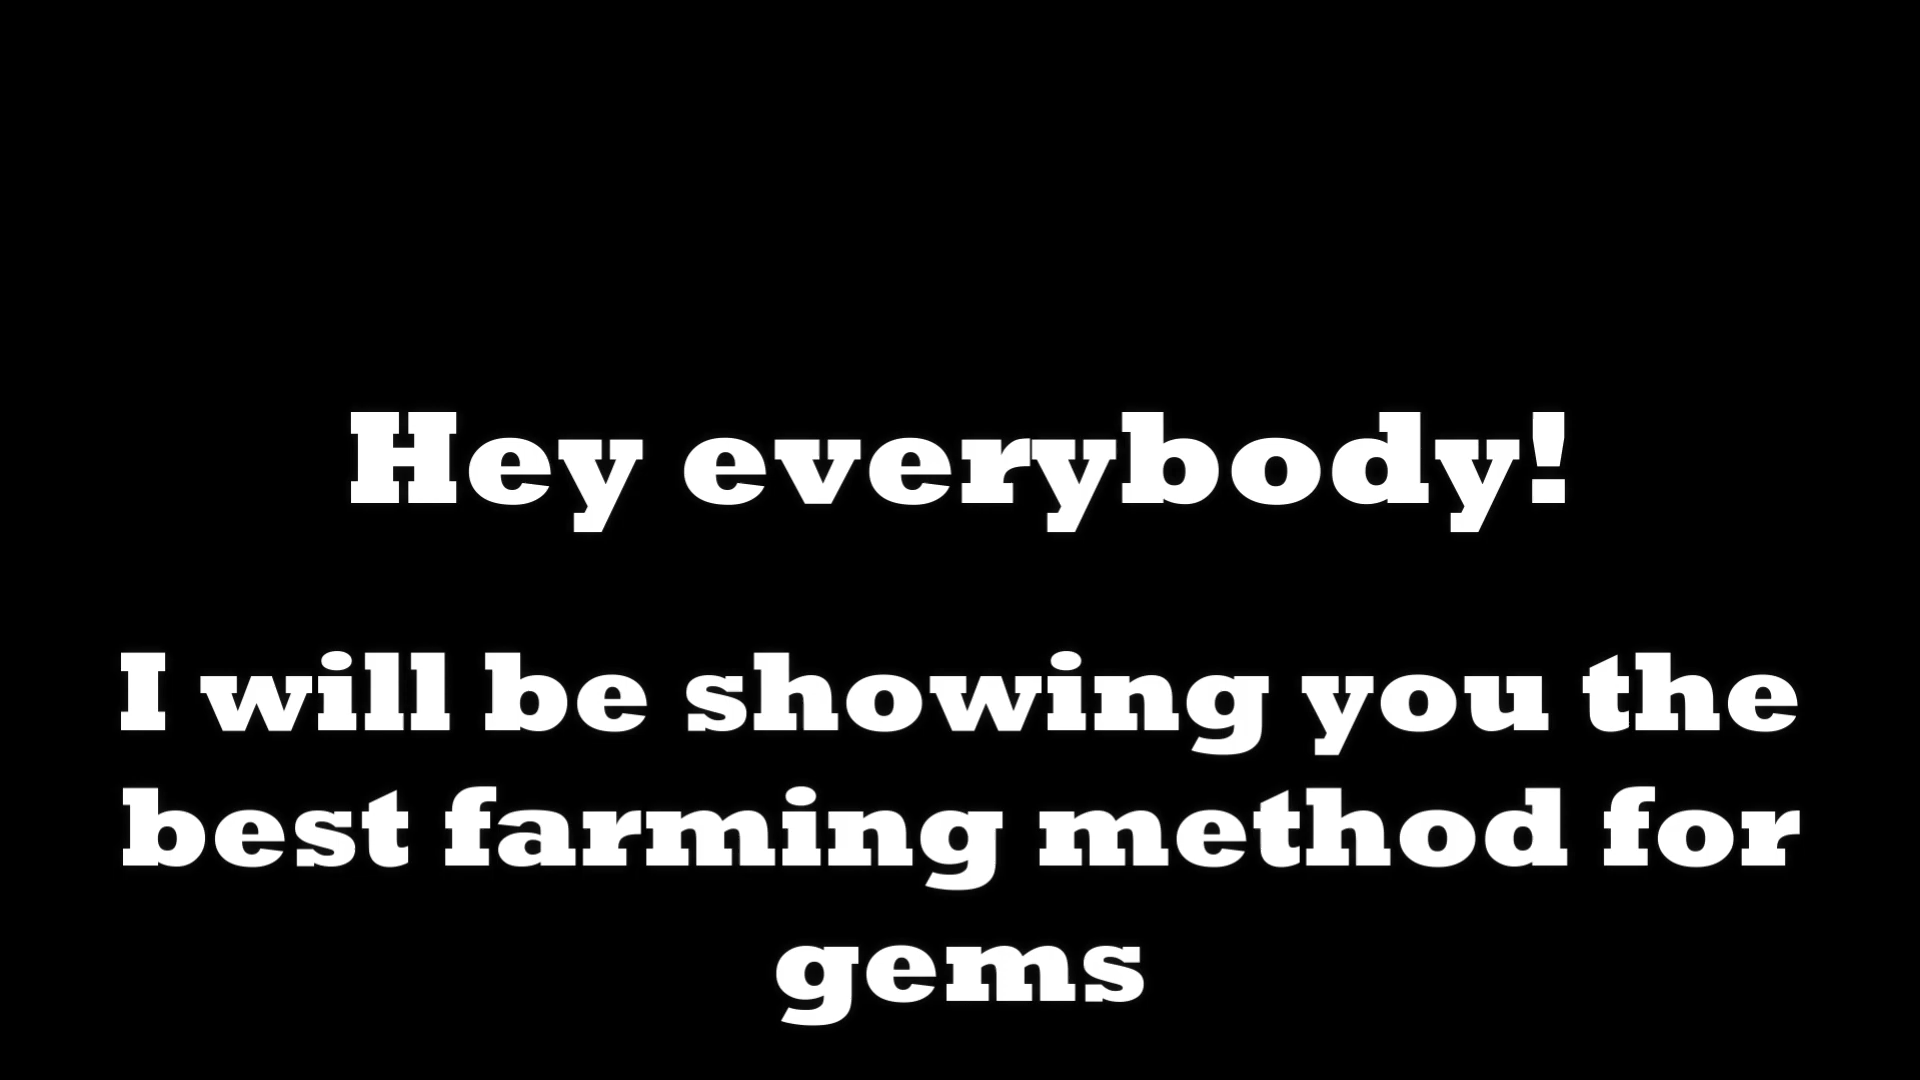 Hey everybody!
I will be showing you the
best farming method for
gems